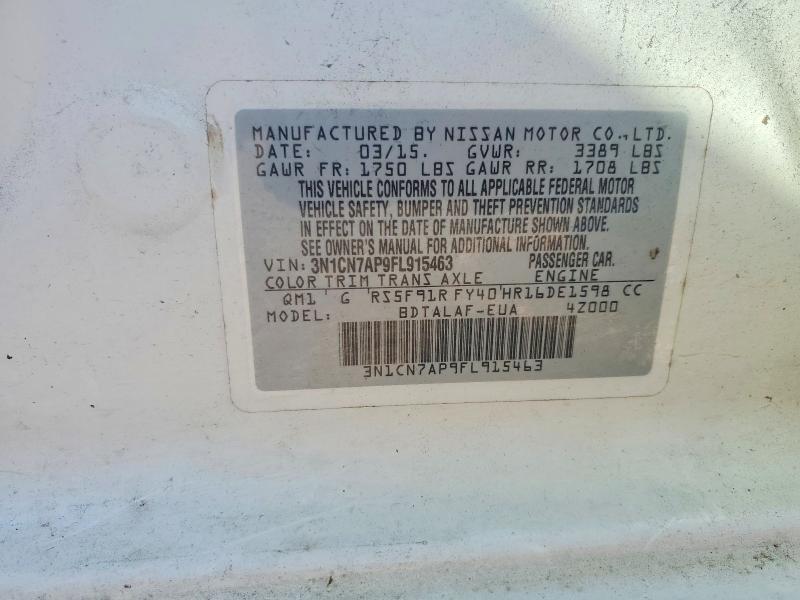 MANUFACTURED BY NISSAN MOTOR CO.,LTD.
DATE: 03/15. GVWR: 3389 LBS
GAWR FR: 1750 LBS GAWR RR: 1708 LBS
THIS VEHICLE CONFORMS TO ALL APPLICABLE FEDERAL MOTOR
VEHICLE SAFETY, BUMPER AND THEFT PREVENTION STANDARDS
IN EFFECT ON THE DATE OF MANUFACTURE SHOWN ABOVE.
SEE OWNER'S MANUAL FOR ADDITIONAL INFORMATION.
VIN: 3N1CN7AP9FL915463 PASSENGER CAR.
COLOR TRIM TRANS AXLE ENGINE
QM1 ' G ' RS5F91R FY40 ' HR16DE1598 CC
MODEL: BDTALAF-EUA 4Z000
3N1CN7AP9FL915463